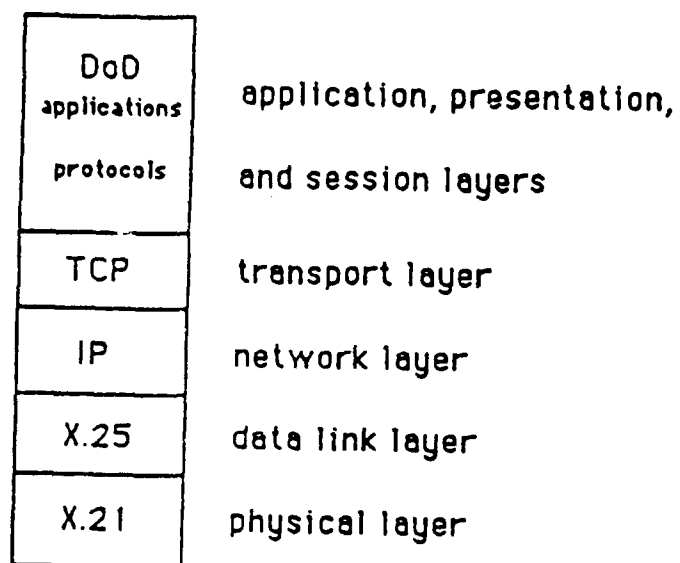 DoD
applications
protocols
application, presentation,
and session layers
TCP
transport layer
IP
network layer
X.25
data link layer
X.21
physical layer